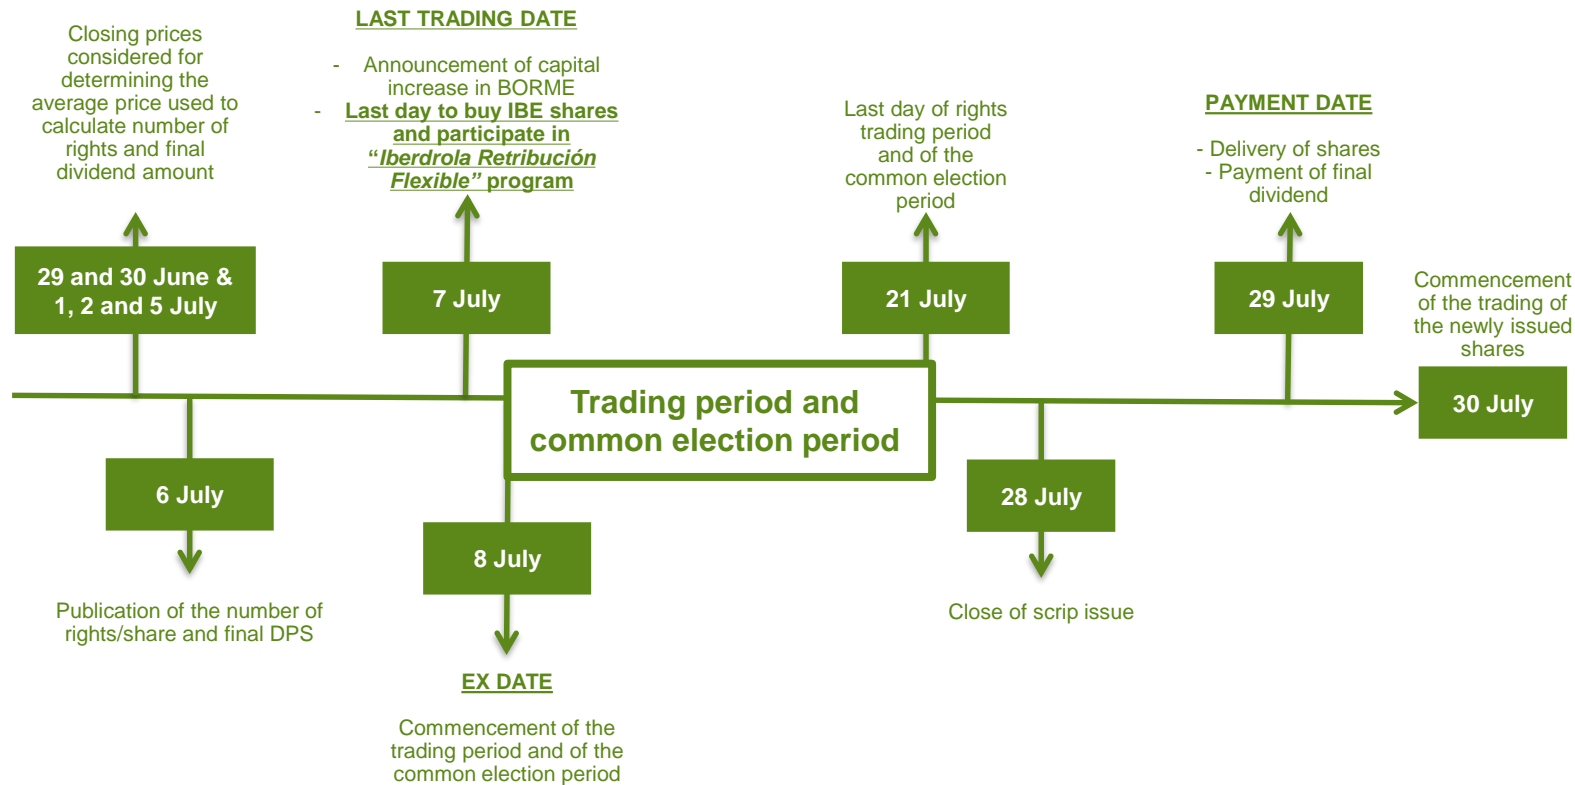 Closing prices
considered for
determining the
average price used to
calculate number of
rights and final
dividend amount
29 and 30 June &
1, 2 and 5 July
LAST TRADING DATE
- Announcement of capital
increase in BORME
- Last day to buy IBE shares
and participate in
“Iberdrola Retribución
Flexible” program
7 July
Last day of rights
trading period
and of the
common election
period
21 July
PAYMENT DATE
- Delivery of shares
- Payment of final
dividend
29 July
Commencement
of the trading of
the newly issued
shares
30 July
Trading period and
common election period
6 July
Publication of the number of
rights/share and final DPS
8 July
EX DATE
Commencement of the
trading period and of the
common election period
28 July
Close of scrip issue